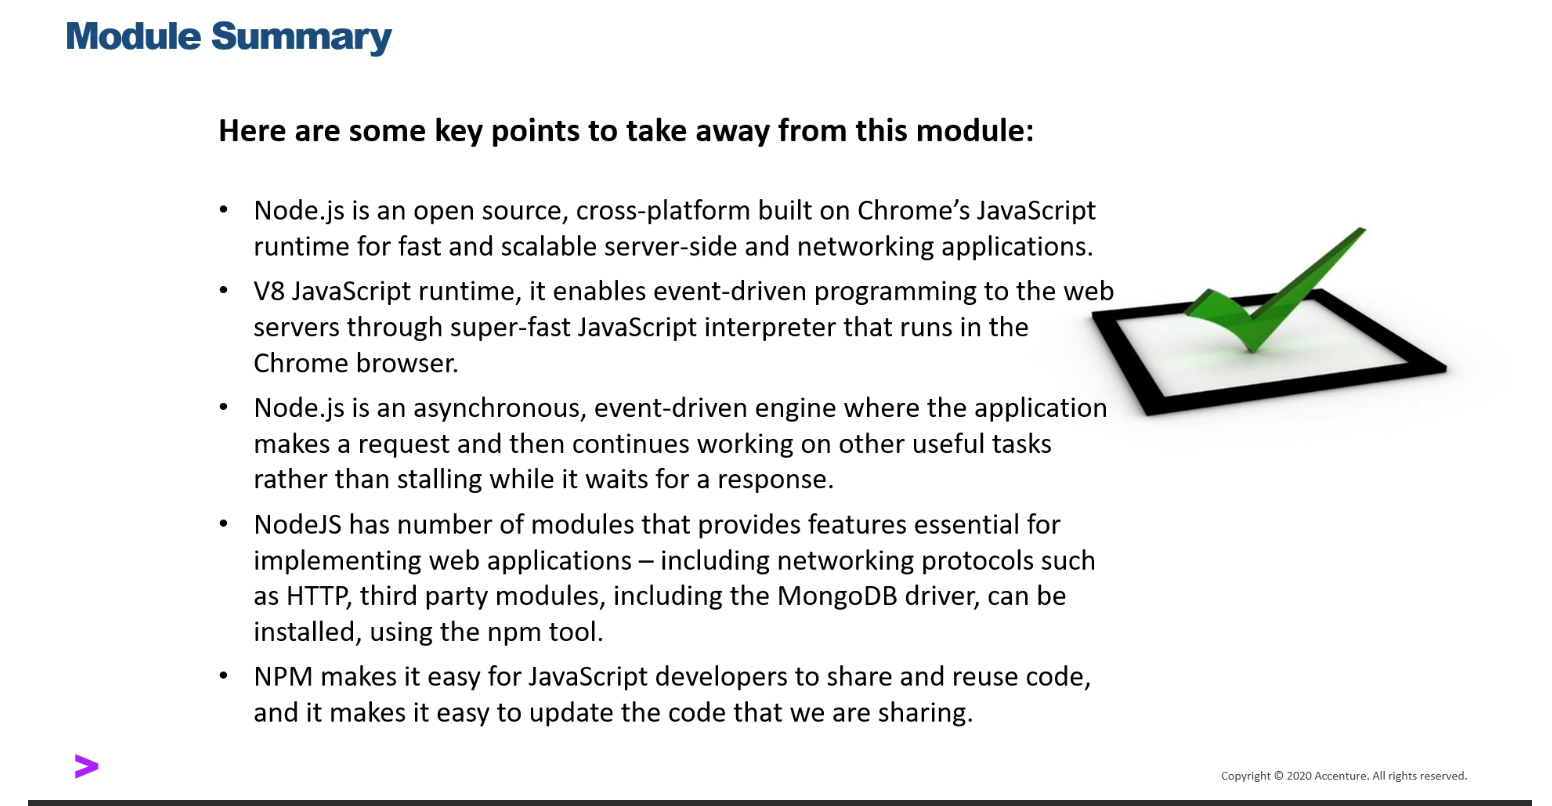 Module Summary
Here are some key points to take away from this module:
• Node.js is an open source, cross-platform built on Chrome’s JavaScript
runtime for fast and scalable server-side and networking applications.
• V8 JavaScript runtime, it enables event-driven programming to the web
servers through super-fast JavaScript interpreter that runs in the
Chrome browser.
• Node.js is an asynchronous, event-driven engine where the application
makes a request and then continues working on other useful tasks
rather than stalling while it waits for a response.
• NodeJS has number of modules that provides features essential for
implementing web applications – including networking protocols such
as HTTP, third party modules, including the MongoDB driver, can be
installed, using the npm tool.
• NPM makes it easy for JavaScript developers to share and reuse code,
and it makes it easy to update the code that we are sharing.
>
Copyright © 2020 Accenture. All rights reserved.